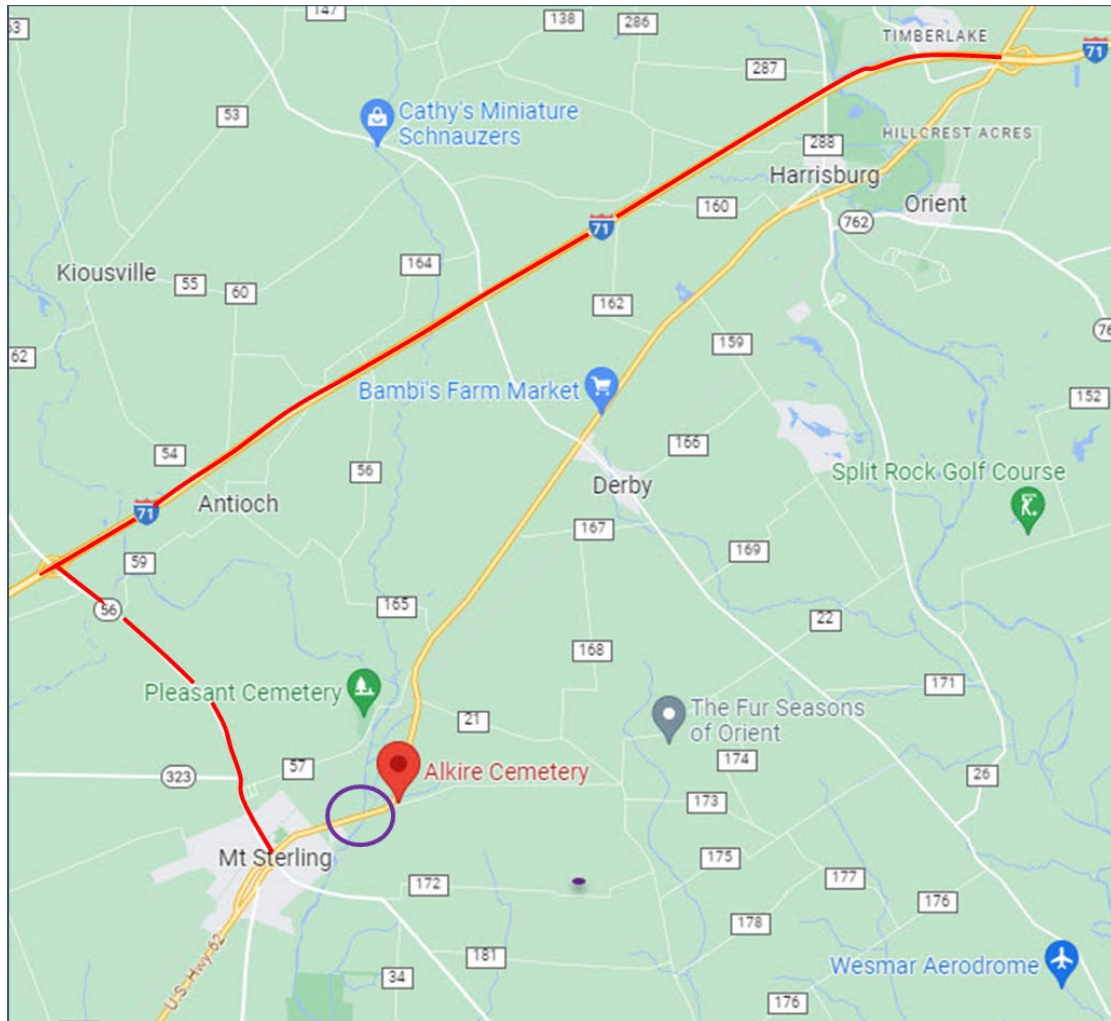 63
147
138
286
TIMBERLAKE
71
287
53
Cathy's Miniature
Schnauzers
288
HILLCREST ACRES
Harrisburg
160
Orient
71
762
164
Kiousville
55
60
162
76
62
159
Bambi's Farm Market
152
54
166
56
Split Rock Golf Course
Derby
71
Antioch
167
59
169
56
165
22
168
Pleasant Cemetery
171
21
The Fur Seasons
of Orient
174
323
57
Alkire Cemetery
26
173
Mt Sterling
175
172
177
176
178
U.S. Hwy 62
181
34
Wesmar Aerodrome
176